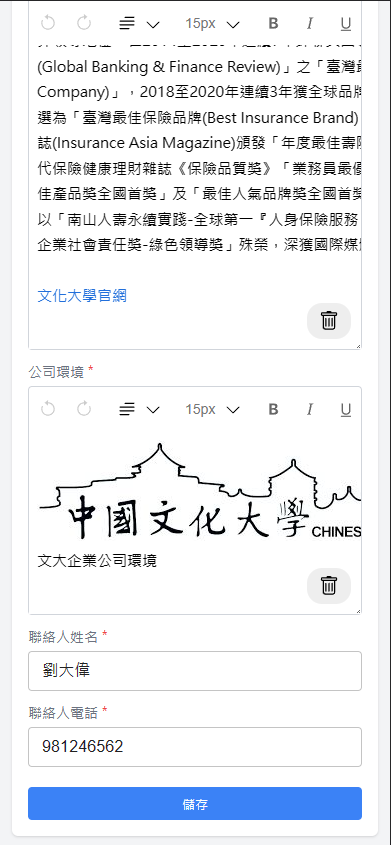 15px B I U
(Global Banking & Finance Review)」之「臺灣最
Company)」，2018至2020年連續3年獲全球品牌
選為「臺灣最佳保險品牌(Best Insurance Brand)
誌(Insurance Asia Magazine)頒發「年度最佳壽險
代保險健康理財雜誌《保險品質獎》「業務員最優
佳產品獎全國首獎」及「最佳人氣品牌獎全國首獎
以「南山人壽永續實踐-全球第一『人身保險服務
企業社會責任獎-綠色領導獎」殊榮，深獲國際媒體
文化大學官網
公司環境 *
15px B I U
中國文化大學 CHINES
文大企業公司環境
聯絡人姓名 *
劉大偉
聯絡人電話 *
981246562
儲存